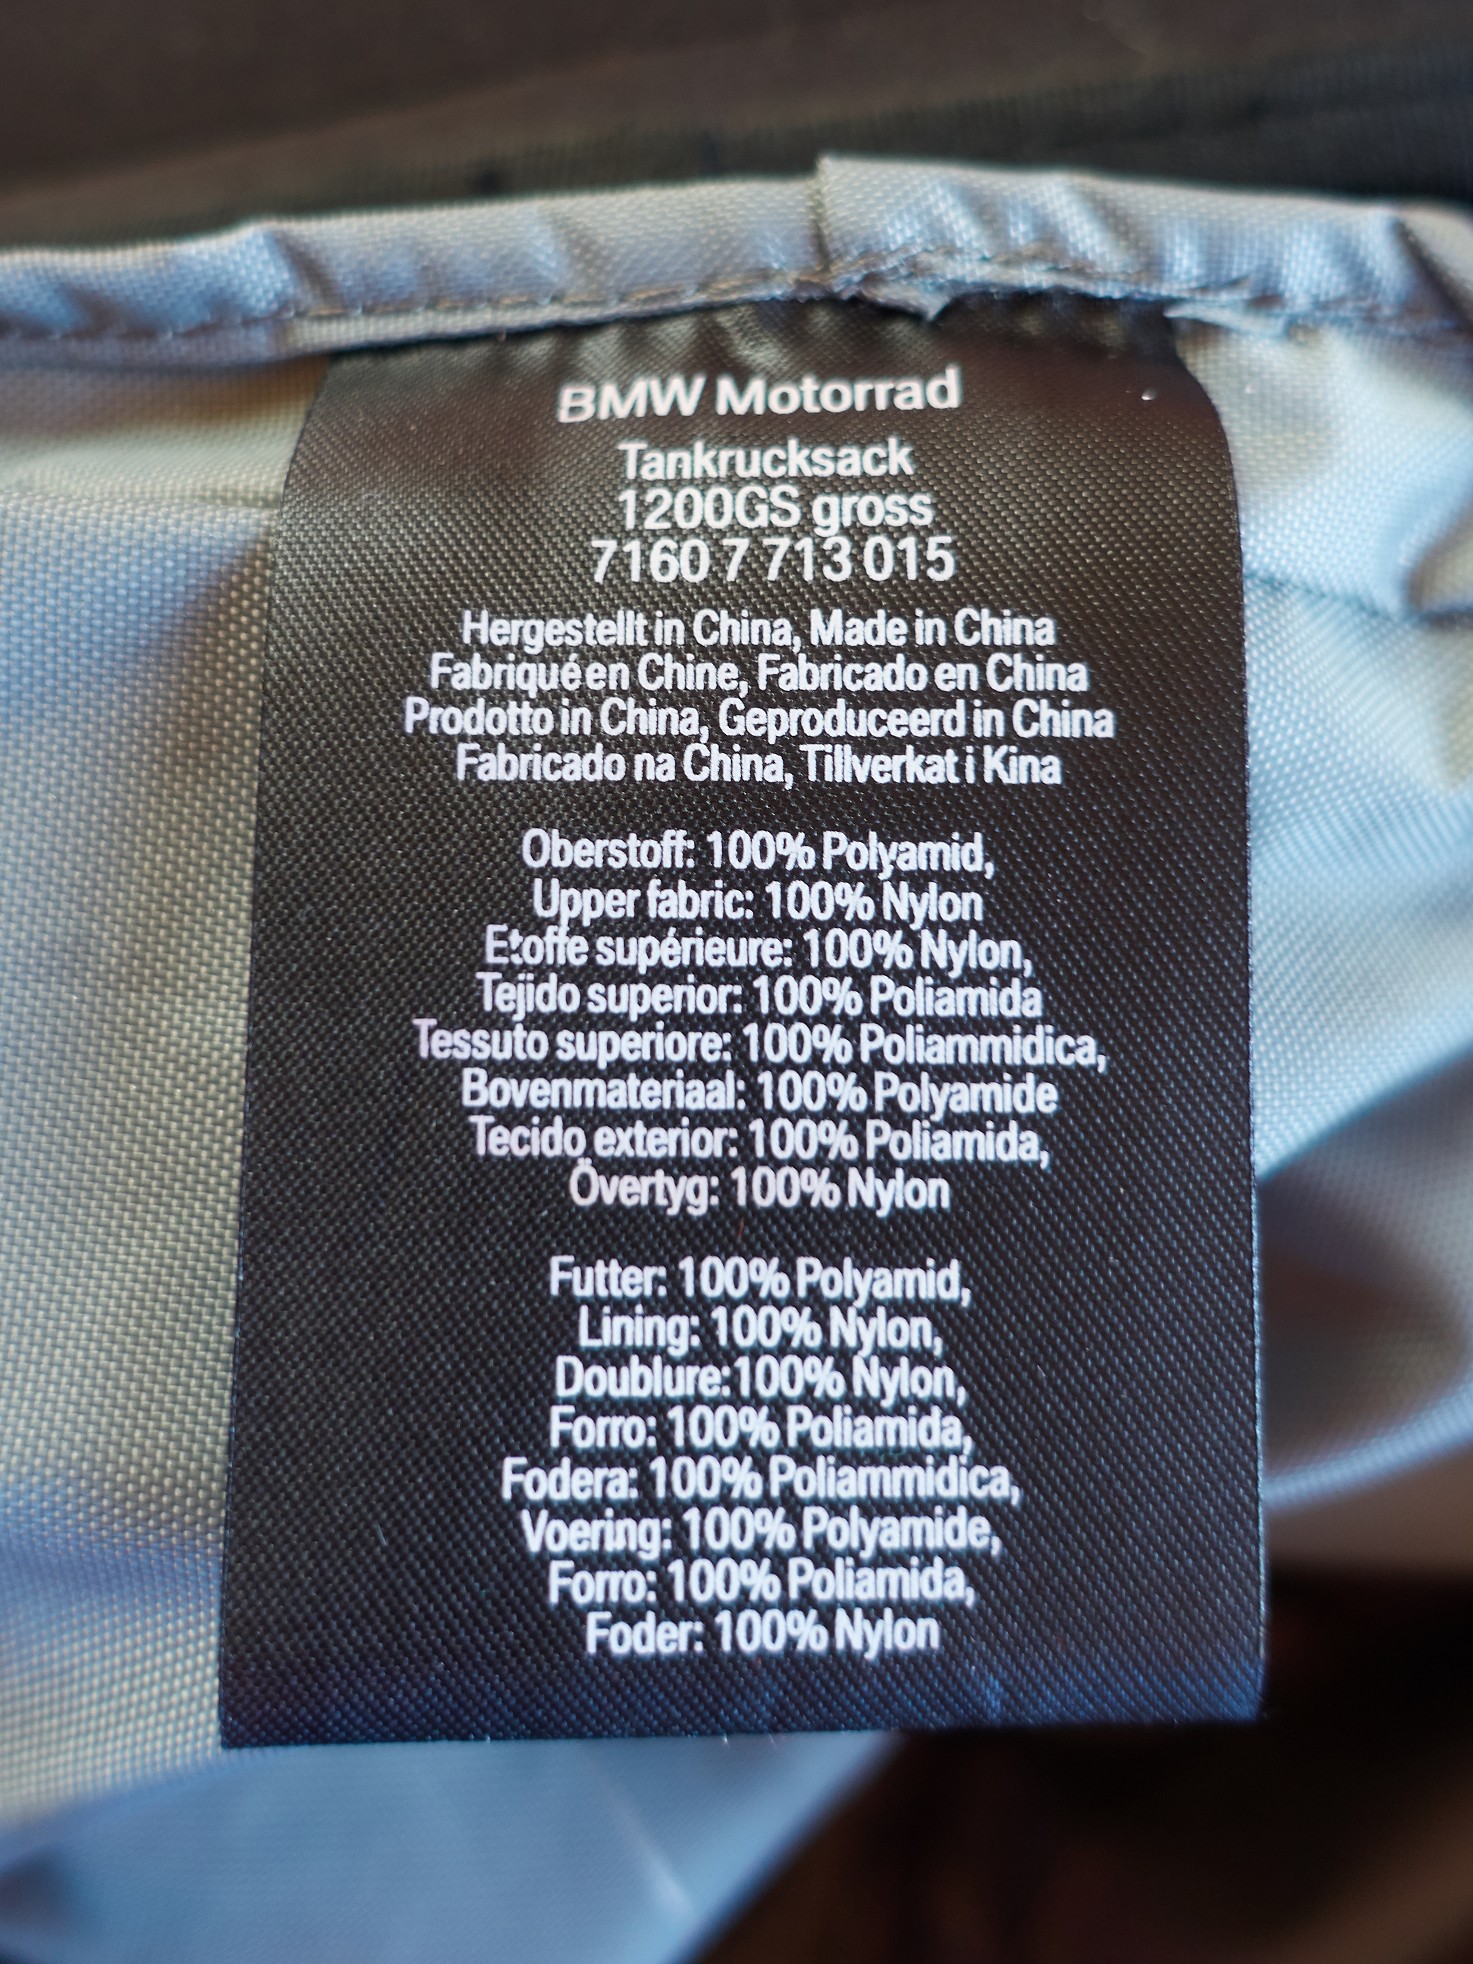 BMW Motorrad
Tankrucksack
1200GS gross
7160 7 713 015
Hergestellt in China, Made in China
Fabriqué en Chine, Fabricado en China
Prodotto in China, Geproduceerd in China
Fabricado na China, Tillverkat i Kina
Oberstoff: 100% Polyamid,
Upper fabric: 100% Nylon
Etoffe supérieure: 100% Nylon,
Tejido superior: 100% Poliamida
Tessuto superiore: 100% Poliammidica,
Bovenmateriaal: 100% Polyamide
Tecido exterior: 100% Poliamida,
Övertyg: 100% Nylon
Futter: 100% Polyamid,
Lining: 100% Nylon,
Doublure:100% Nylon,
Forro: 100% Poliamida,
Fodera: 100% Poliammidica,
Voering: 100% Polyamide,
Forro: 100% Poliamida,
Foder: 100% Nylon